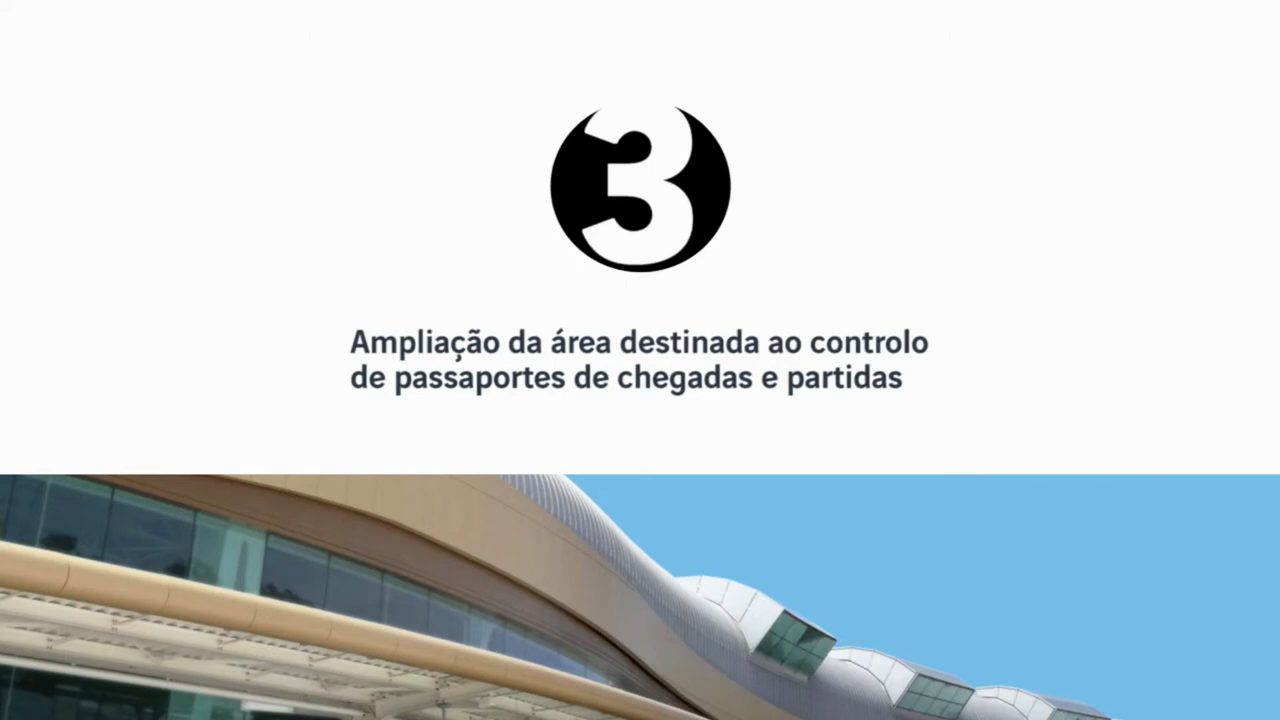 3
Ampliação da área destinada ao controlo
de passaportes de chegadas e partidas